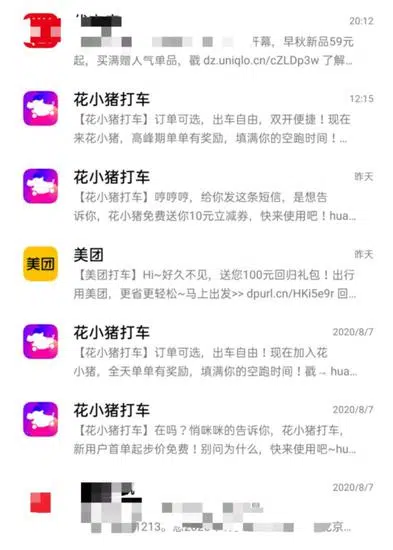 20:12
开幕，早秋新品59元
起，买满赠人气单品，戳 dz.uniqlo.cn/cZLDp3w 了解...
花小猪打车
12:15
【花小猪打车】订单可选，出车自由，双开便捷！现在
来花小猪，高峰期单单有奖励，填满你的空跑时间！...
花小猪打车
昨天
【花小猪打车】哼哼哼，给你发这条短信，是想告
诉你，花小猪免费送你10元立减券，快来使用吧！hua...
美团
美团
昨天
【美团打车】Hi~好久不见，送您100元回归礼包！出行
用美团，更省更轻松~马上出发>> dpurl.cn/HKi5e9r 回...
花小猪打车
2020/8/7
【花小猪打车】订单可选，出车自由！现在加入花
小猪，全天单单有奖励，填满你的空跑时间！戳→ hua...
花小猪打车
2020/8/7
【花小猪打车】在吗？悄咪咪的告诉你，花小猪打车，
新用户首单起步价免费！别问为什么，快来使用吧~hu...
2020/8/7
1213。
北京...